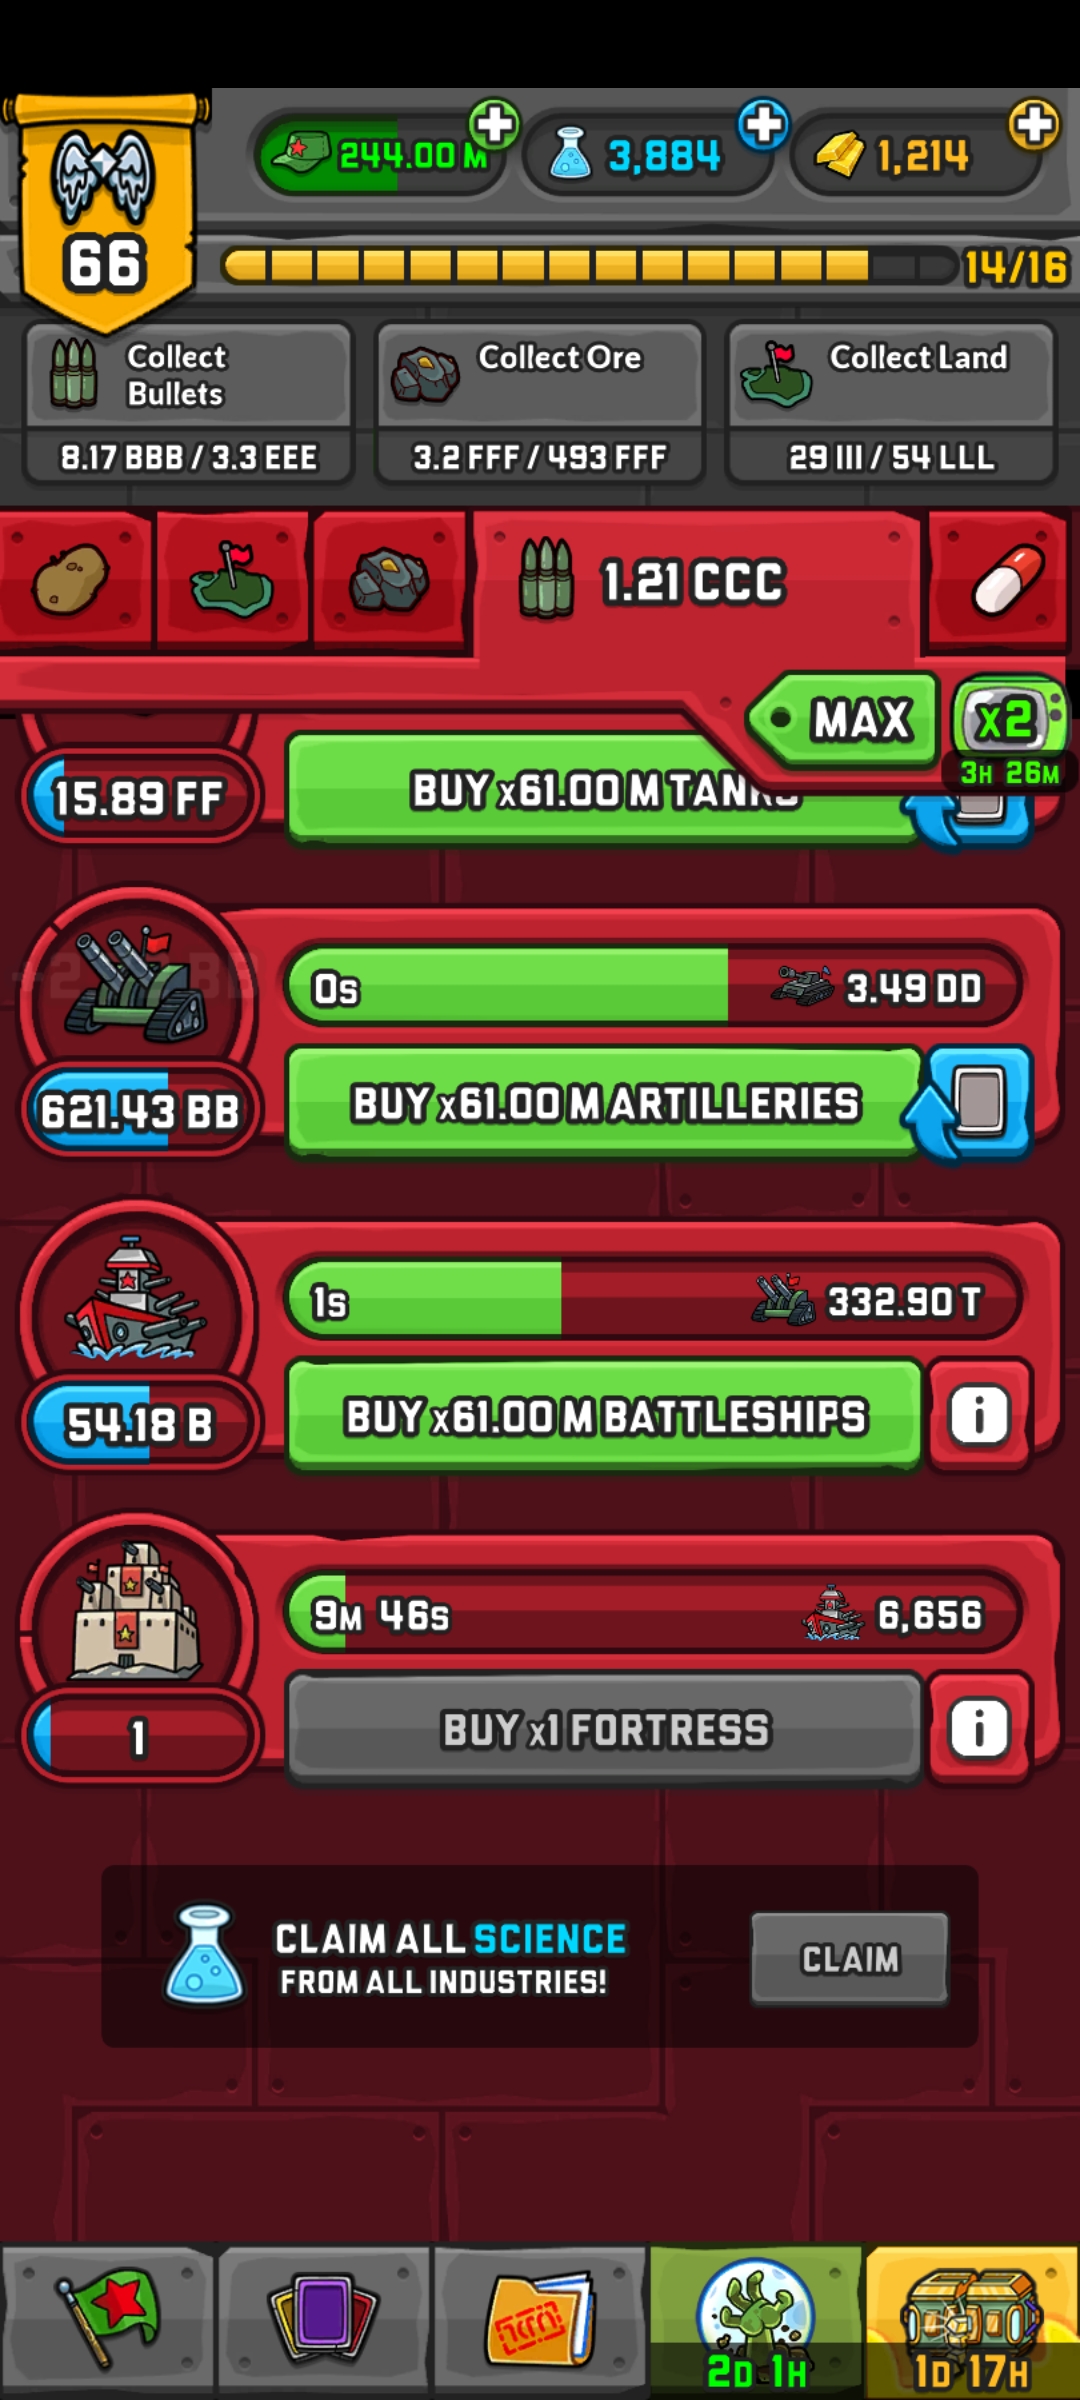 244.00 M
3,884
1,214
66
14/16
Collect
Bullets
8.17 BBB / 3.3 EEE
Collect Ore
3.2 FFF / 493 FFF
Collect Land
29 III / 54 LLL
1.21 CCC
MAX
x2
3H 26M
15.89 FF
BUY x61.00 M TANKS
0s
3.49 DD
621.43 BB
BUY x61.00 M ARTILLERIES
1s
332.90 T
54.18 B
BUY x61.00 M BATTLESHIPS
9M 46s
6,656
1
BUY x1 FORTRESS
CLAIM ALL SCIENCE
FROM ALL INDUSTRIES!
CLAIM
2D 1H
1D 17H